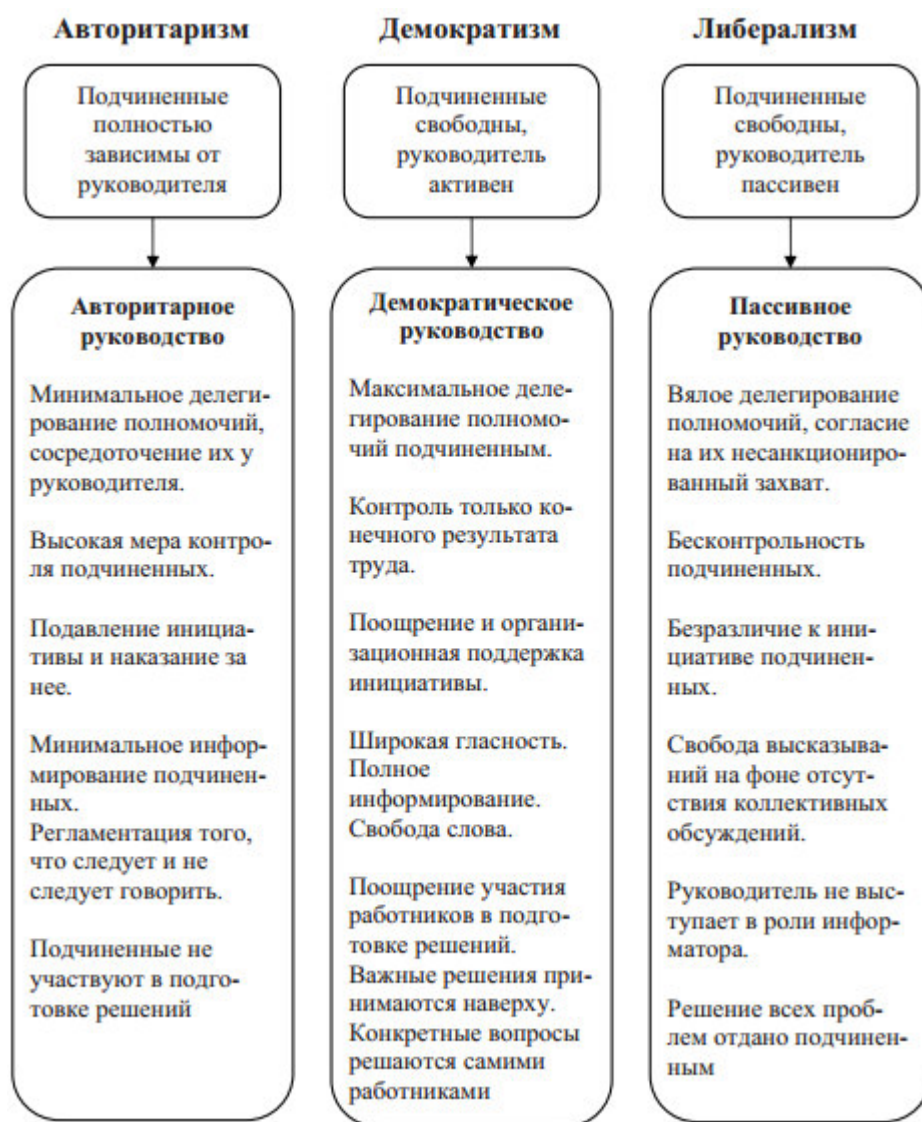 Авторитаризм
Подчиненные
полностью
зависимы от
руководителя
Авторитарное
руководство
Минимальное делеги-
рование полномочий,
сосредоточение их у
руководителя.
Высокая мера контро-
ля подчиненных.
Подавление инициа-
тивы и наказание за
нее.
Минимальное инфор-
мирование подчинен-
ных.
Регламентация того,
что следует и не
следует говорить.
Подчиненные не
участвуют в подго-
товке решений
Демократизм
Подчиненные
свободны,
руководитель
активен
Демократическое
руководство
Максимальное деле-
гирование полномо-
чий подчиненным.
Контроль только ко-
нечного результата
труда.
Поощрение и органи-
зационная поддержка
инициативы.
Широкая гласность.
Полное
информирование.
Свобода слова.
Поощрение участия
работников в подго-
товке решений.
Важные решения при-
нимаются наверху.
Конкретные вопросы
решаются самими
работниками
Либерализм
Подчиненные
свободны,
руководитель
пассивен
Пассивное
руководство
Вялое делегирование
полномочий, согласие
на их несанкциониро-
ванный захват.
Бесконтрольность
подчиненных.
Безразличие к ини-
циативе подчинен-
ных.
Свобода высказыва-
ний на фоне отсут-
ствия коллективных
обсуждений.
Руководитель не выс-
тупает в роли инфор-
матора.
Решение всех проб-
лем отдано подчинен-
ным